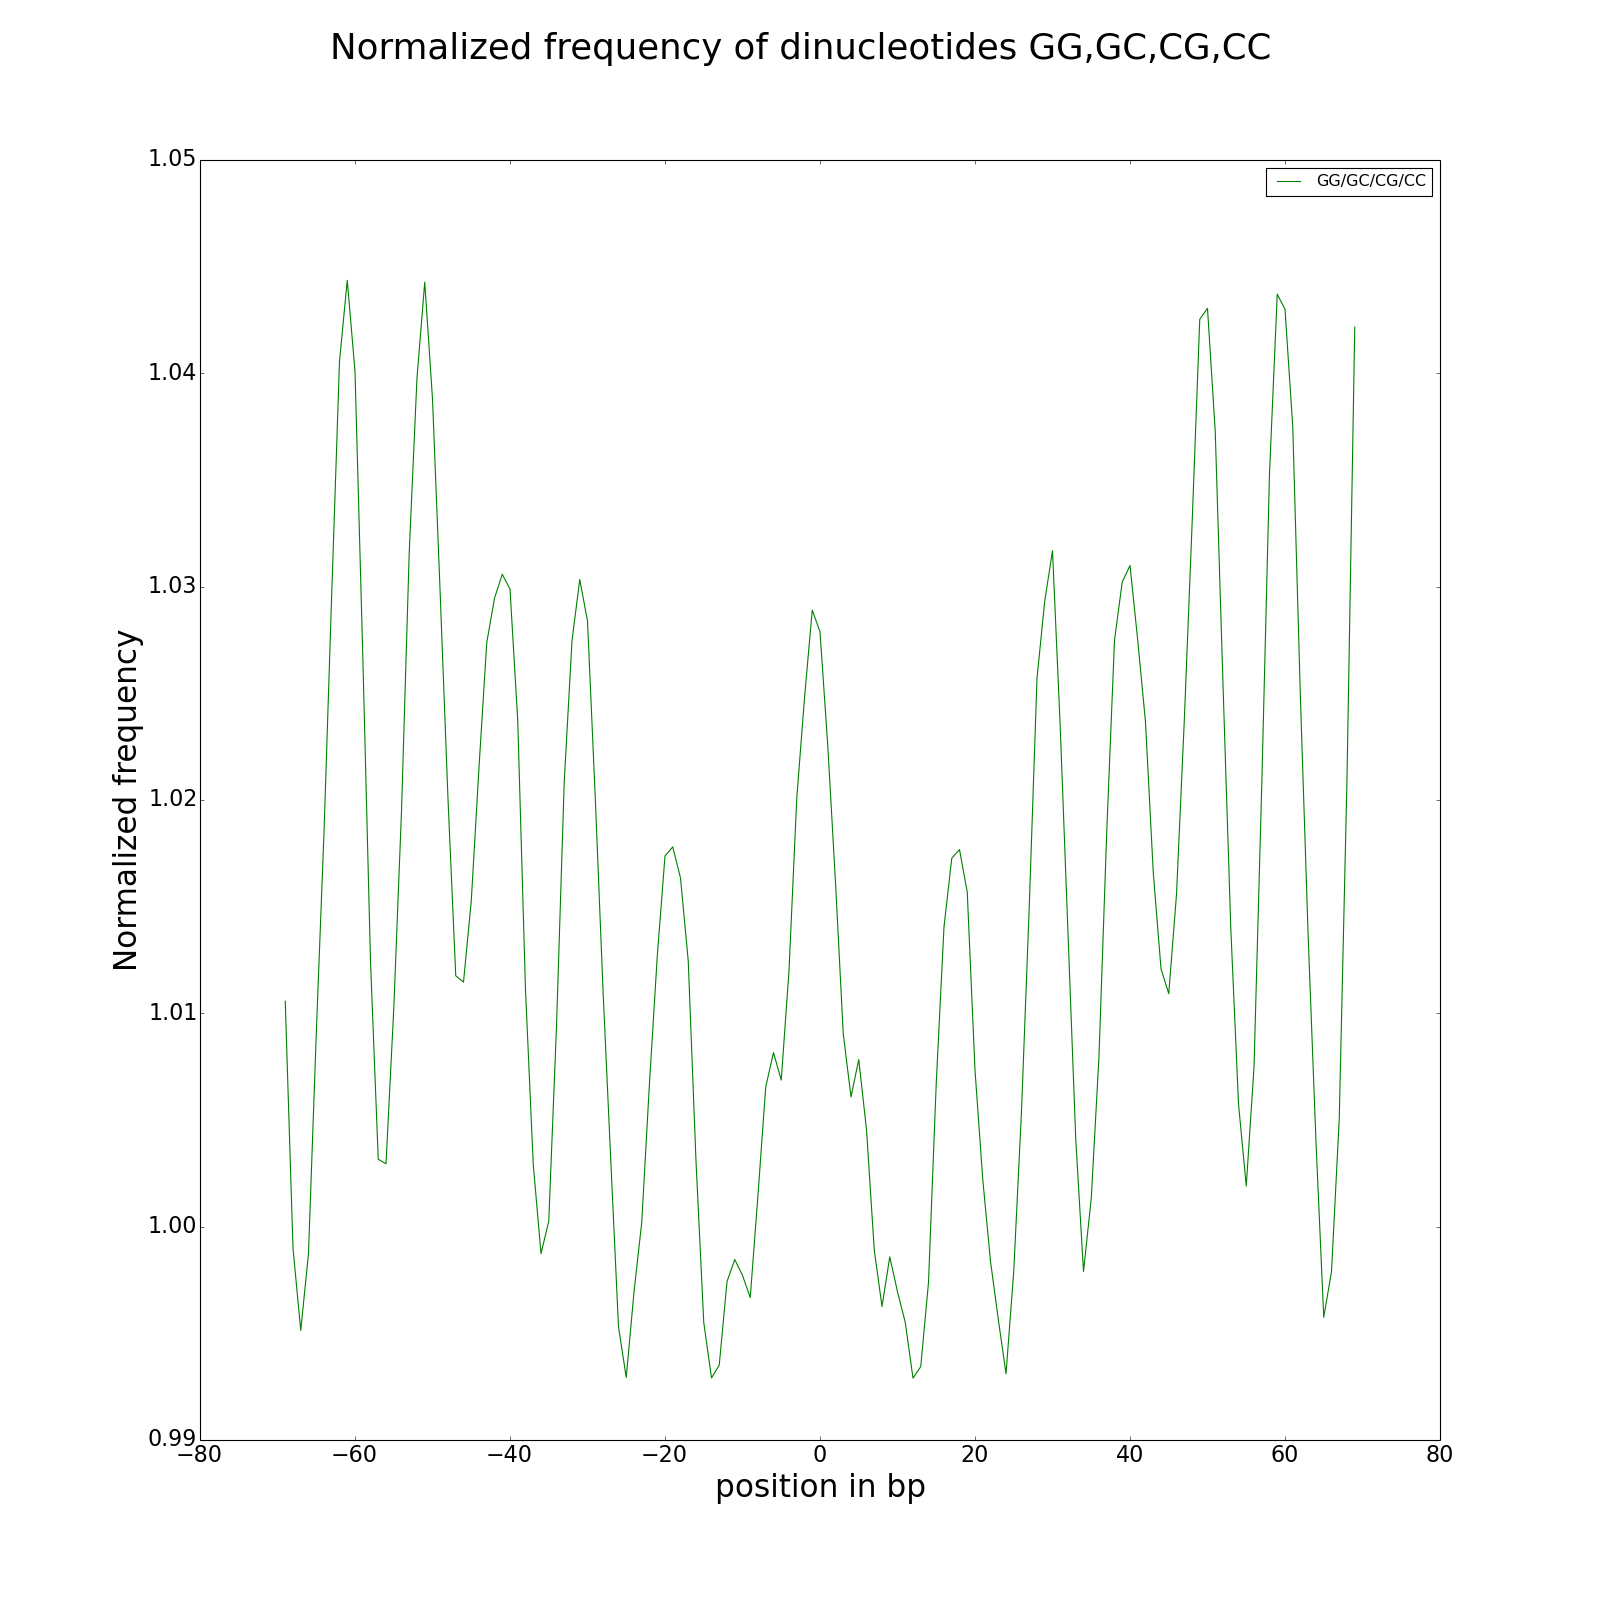 Normalized frequency of dinucleotides GG,GC,CG,CC
1.05
GG/GC/CG/CC
1.04
1.03
Normalized frequency
1.02
1.01
1.00
0.99
−80 −60 −40 −20 0 20 40 60 80
position in bp